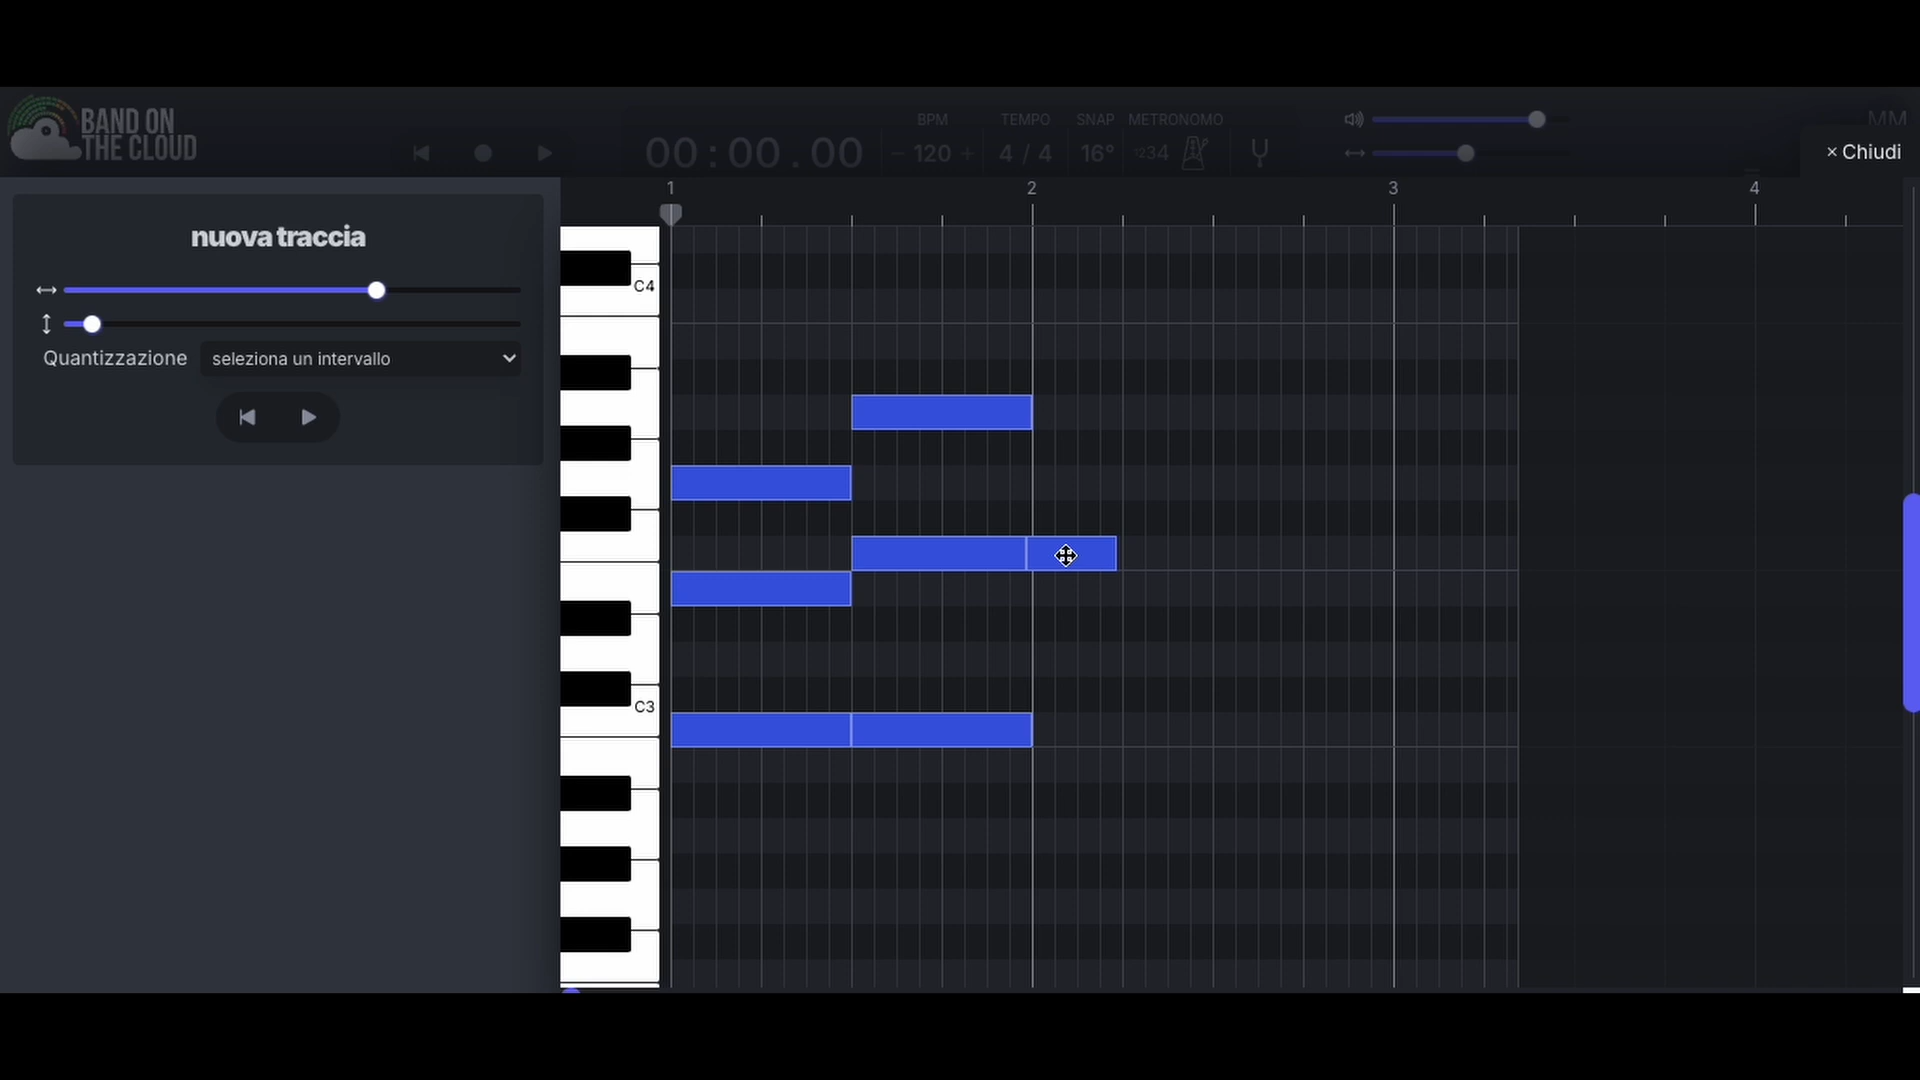 BAND ON
THE CLOUD
BPM TEMPO SNAP METRONOMO
00:00.00 − 120 + 4 / 4 16° 1234
MM
× Chiudi
1 2 3 4
nuova traccia
Quantizzazione seleziona un intervallo
C4
C3